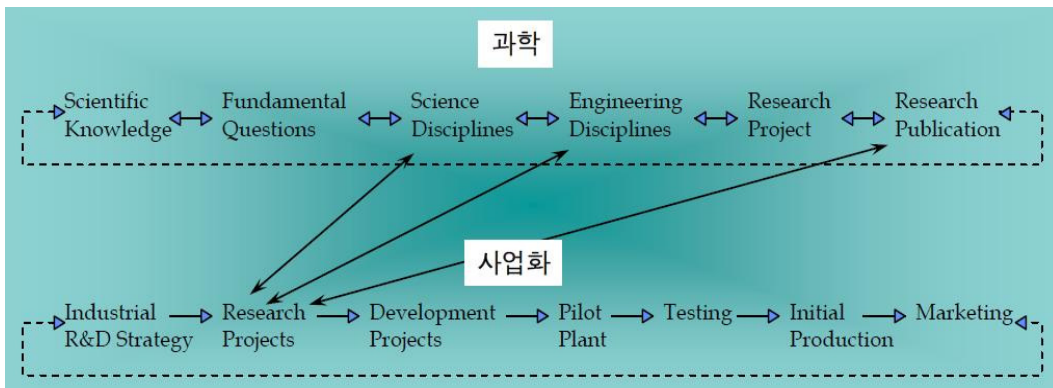 과학
Scientific Knowledge
Fundamental Questions
Science Disciplines
Engineering Disciplines
Research Project
Research Publication
사업화
Industrial R&D Strategy
Research Projects
Development Projects
Pilot Plant
Testing
Initial Production
Marketing